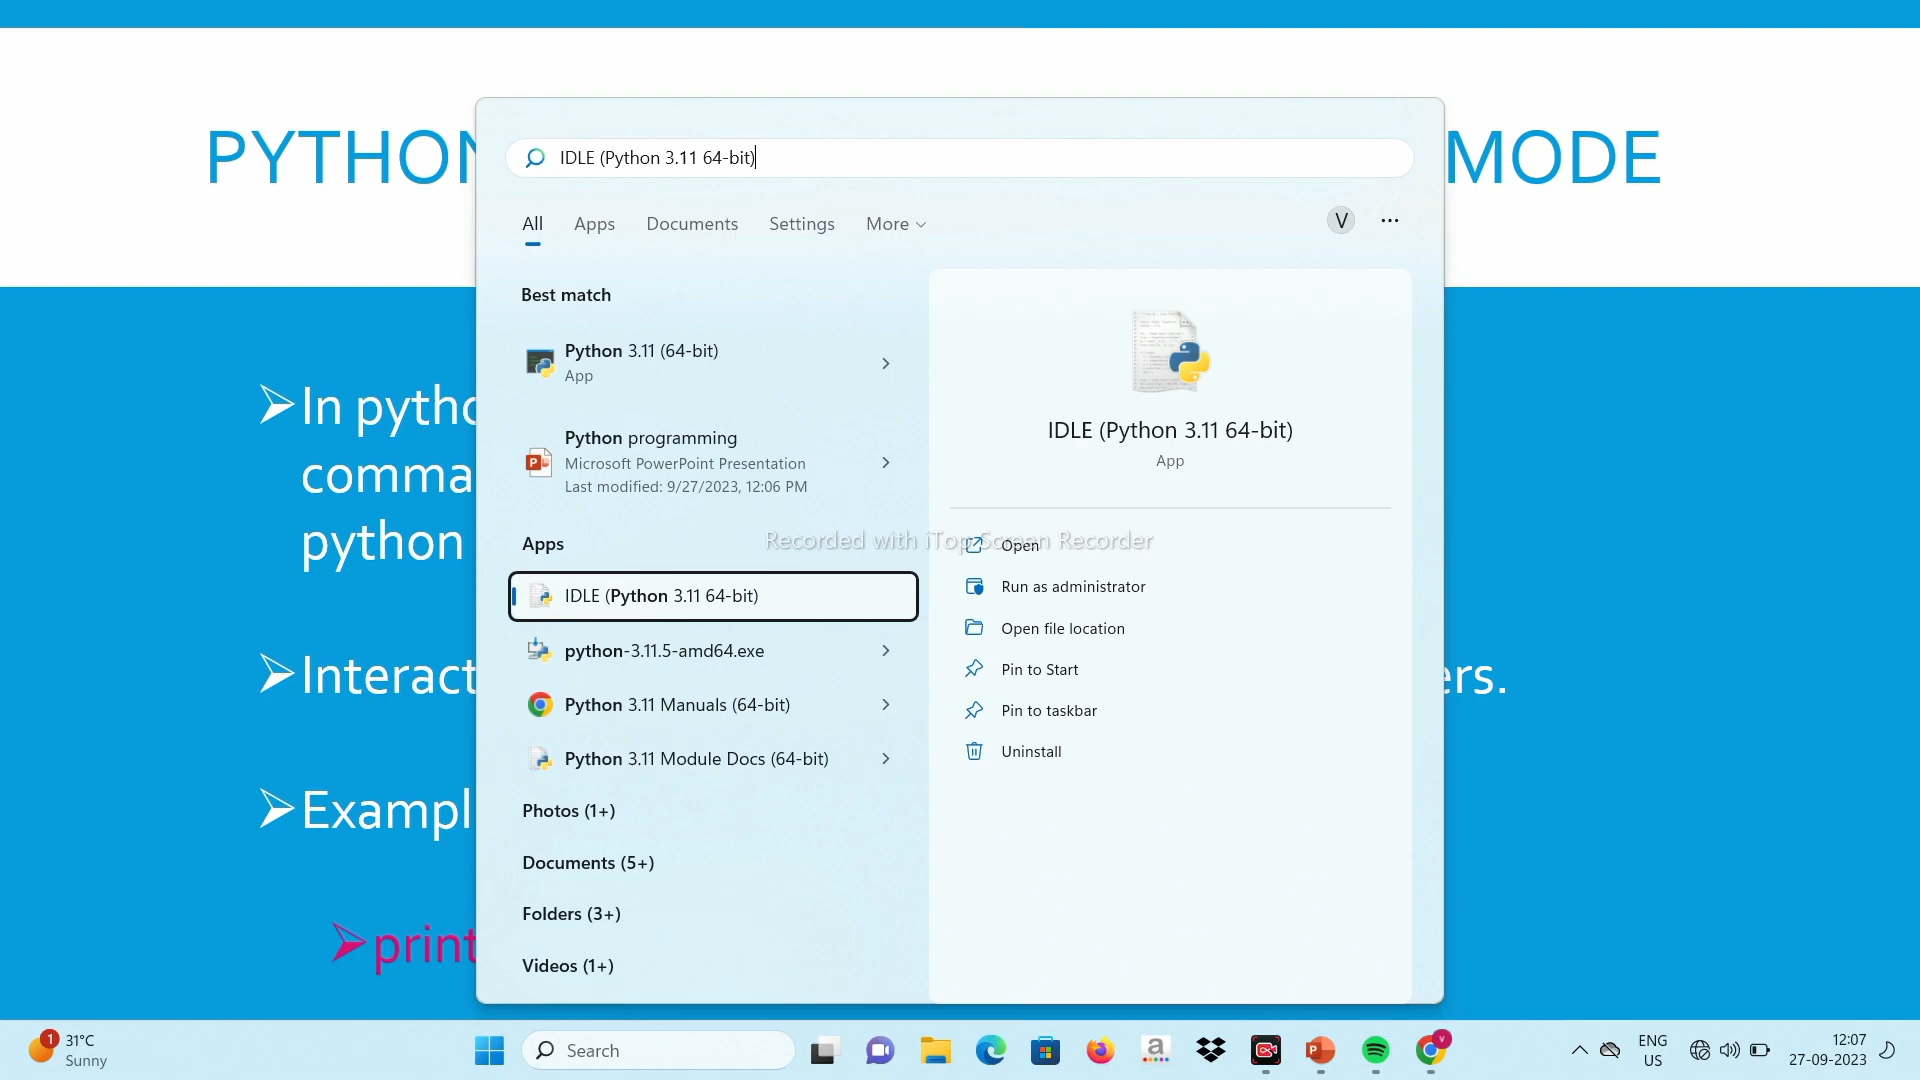 PYTHON
MODE
IDLE (Python 3.11 64-bit)
All Apps Documents Settings More
V
Best match
Python 3.11 (64-bit)
App
Python programming
Microsoft PowerPoint Presentation
Last modified: 9/27/2023, 12:06 PM
Apps
IDLE (Python 3.11 64-bit)
python-3.11.5-amd64.exe
Python 3.11 Manuals (64-bit)
Python 3.11 Module Docs (64-bit)
Photos (1+)
Documents (5+)
Folders (3+)
Videos (1+)
IDLE (Python 3.11 64-bit)
App
Recorded with iTop Screen Recorder
Open
Run as administrator
Open file location
Pin to Start
Pin to taskbar
Uninstall
In pytho
comma
python
Interact
ers.
Exampl
print
1
31°C
Sunny
Search
ENG
US
12:07
27-09-2023